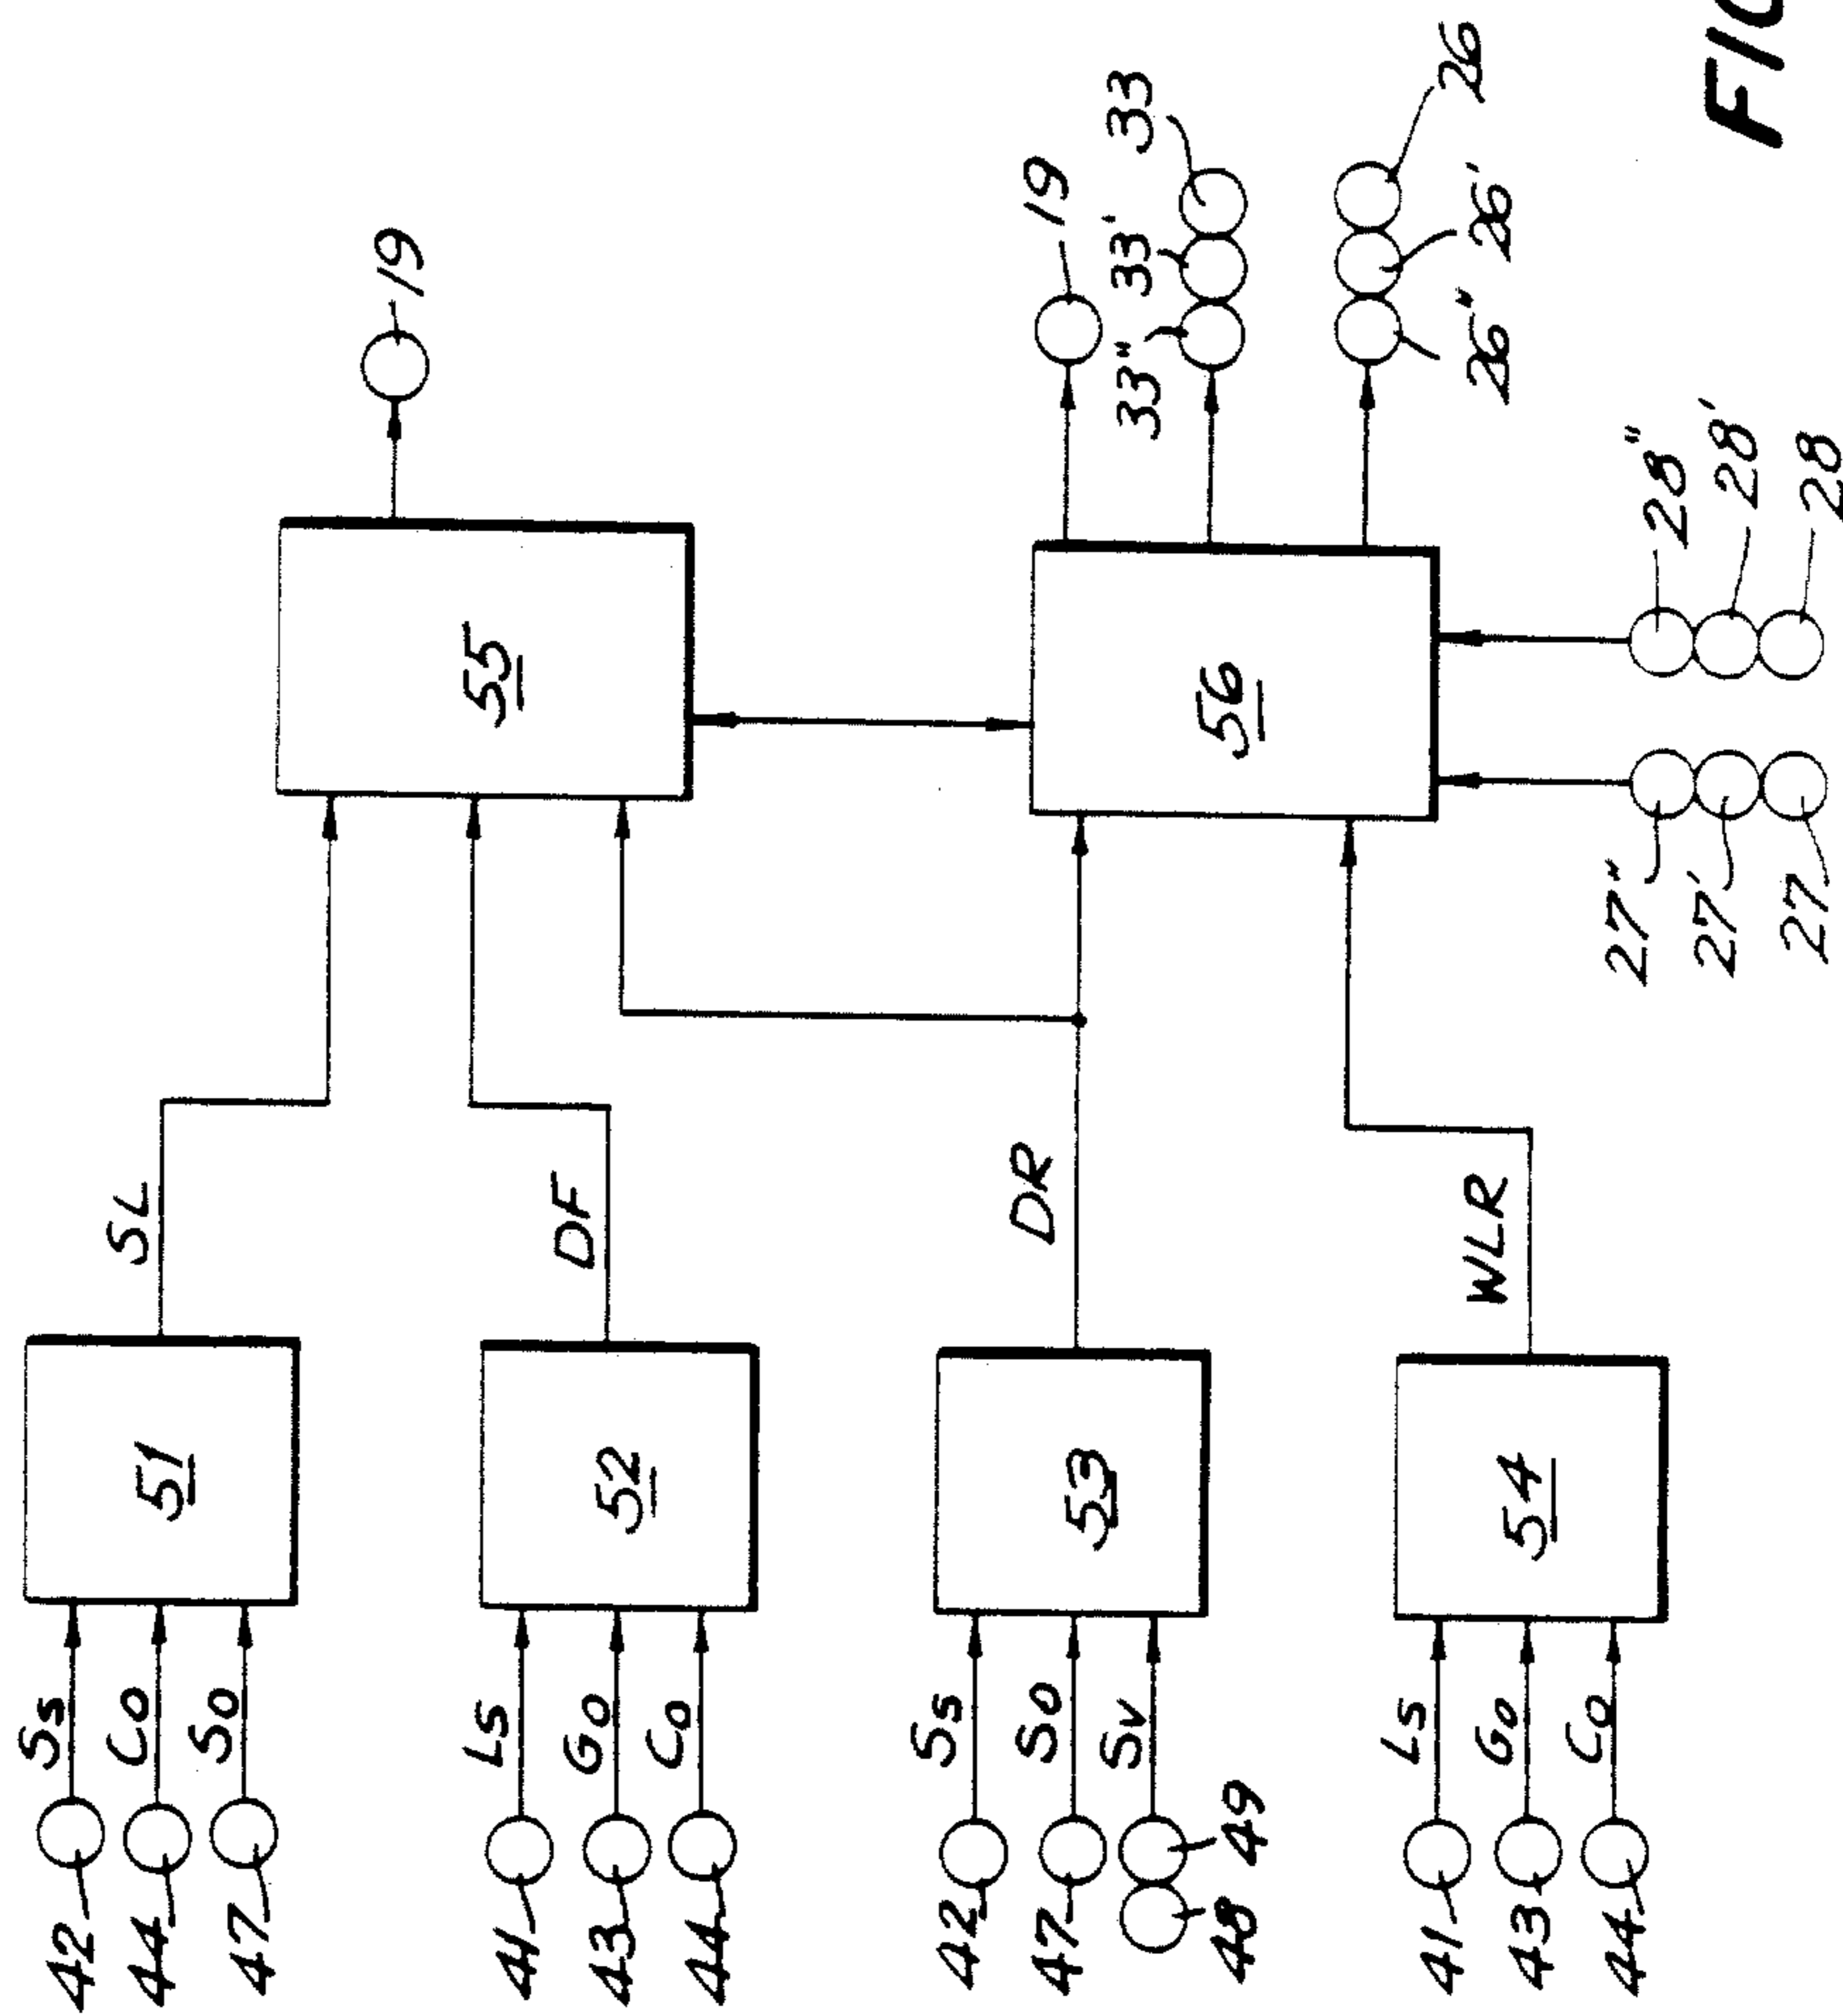 42 Ss
44 Co
47 So
51
SL
41 Ls
43 Go
44 Co
52
DF
42 Ss
47 So
48 49 Sv
53
DR
41 Ls
43 Go
44 Co
54
WLR
55
19
56
19
33" 33' 33
26" 26' 26
27" 28"
27' 28'
27 28